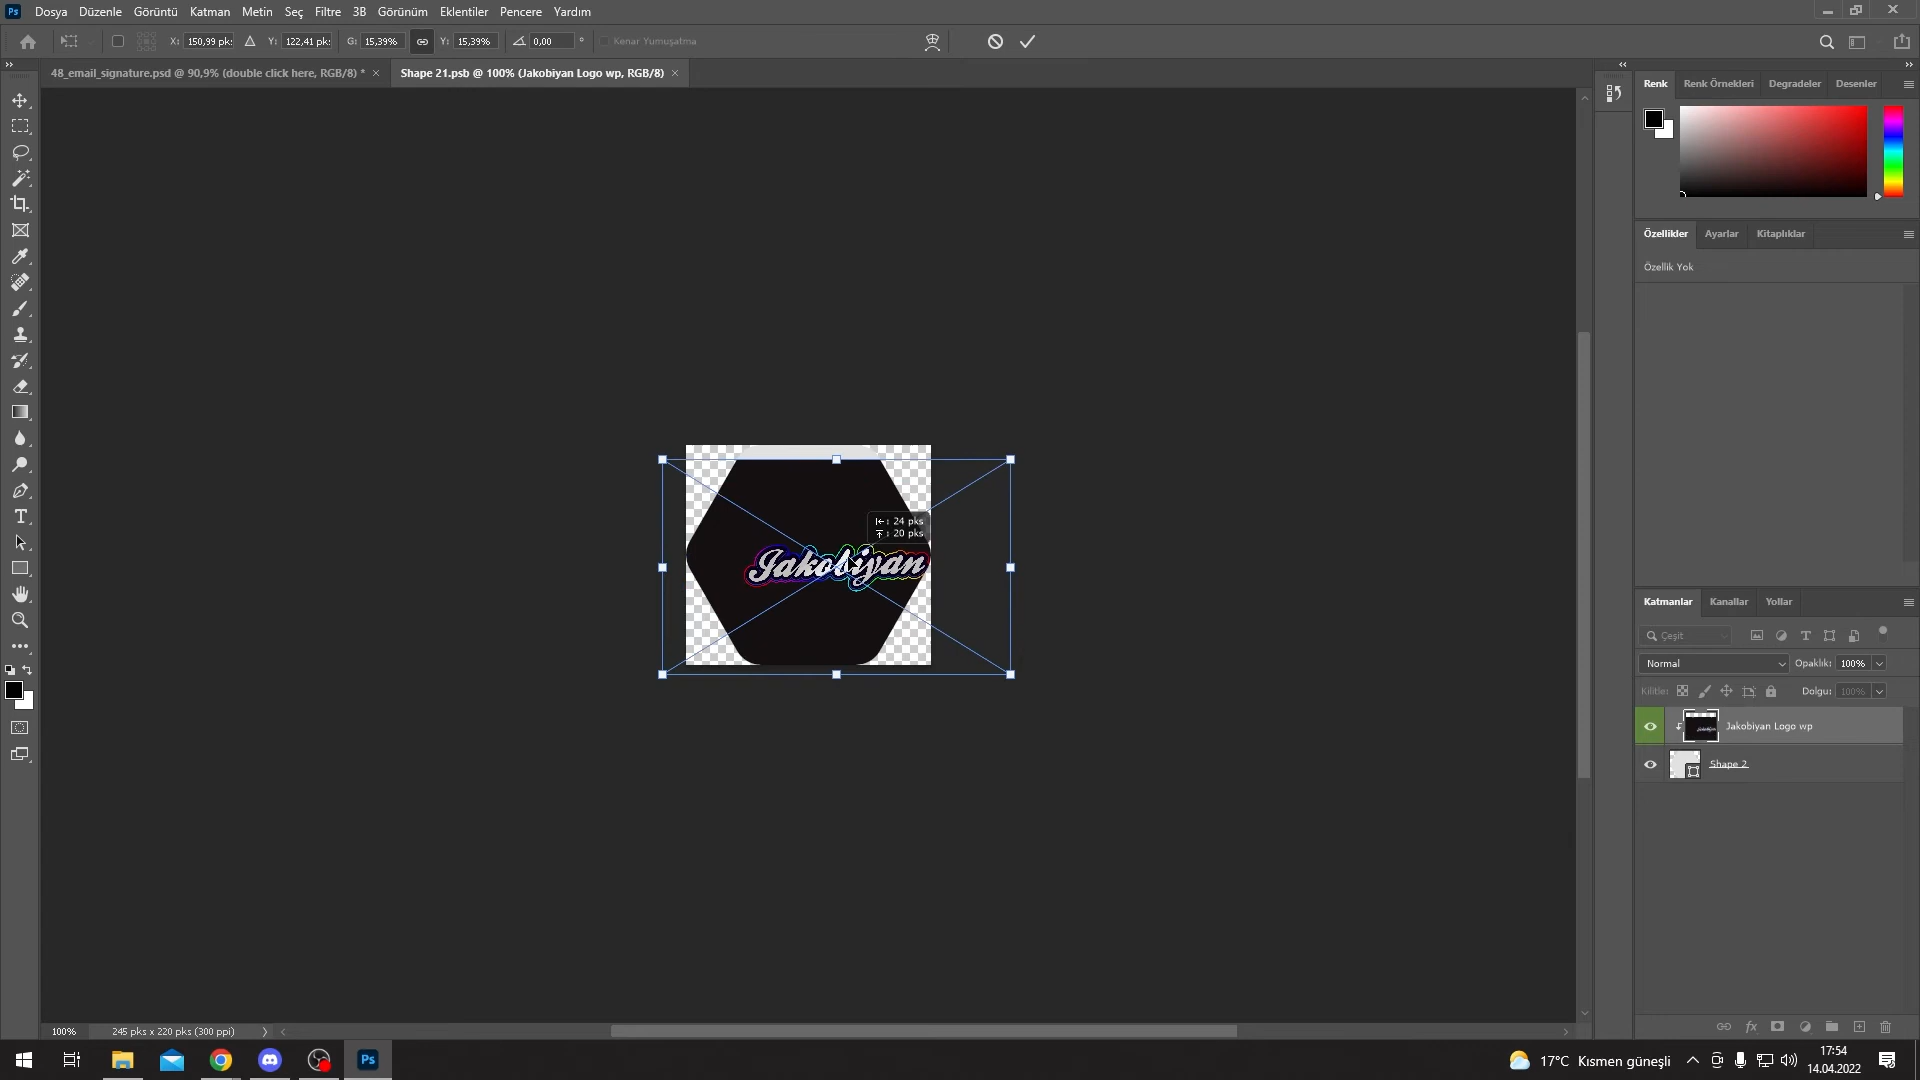 Ps Dosya Düzenle Görüntü Katman Metin Seç Filtre 3B Görünüm Eklentiler Pencere Yardım
X: 150,99 pks Y: 122,41 pks G: 15,39% Y: 15,39% 0,00 ° Kenar Yumuşatma
48_email_signature.psd @ 90,9% (double click here, RGB/8) * × Shape 21.psb @ 100% (Jakobiyan Logo wp, RGB/8) ×
Renk Renk Örnekleri Degradeler Desenler
Özellikler Ayarlar Kitaplıklar
Özellik Yok
: 24 pks
: 20 pks
Jakobiyan
Katmanlar Kanallar Yollar
Çeşit
Normal Opaklık: 100%
Kilitle: Dolgu: 100%
Jakobiyan Logo wp
Shape 2
100% 245 pks x 220 pks (300 ppi)
Ps 17°C Kısmen güneşli 17:54
14.04.2022